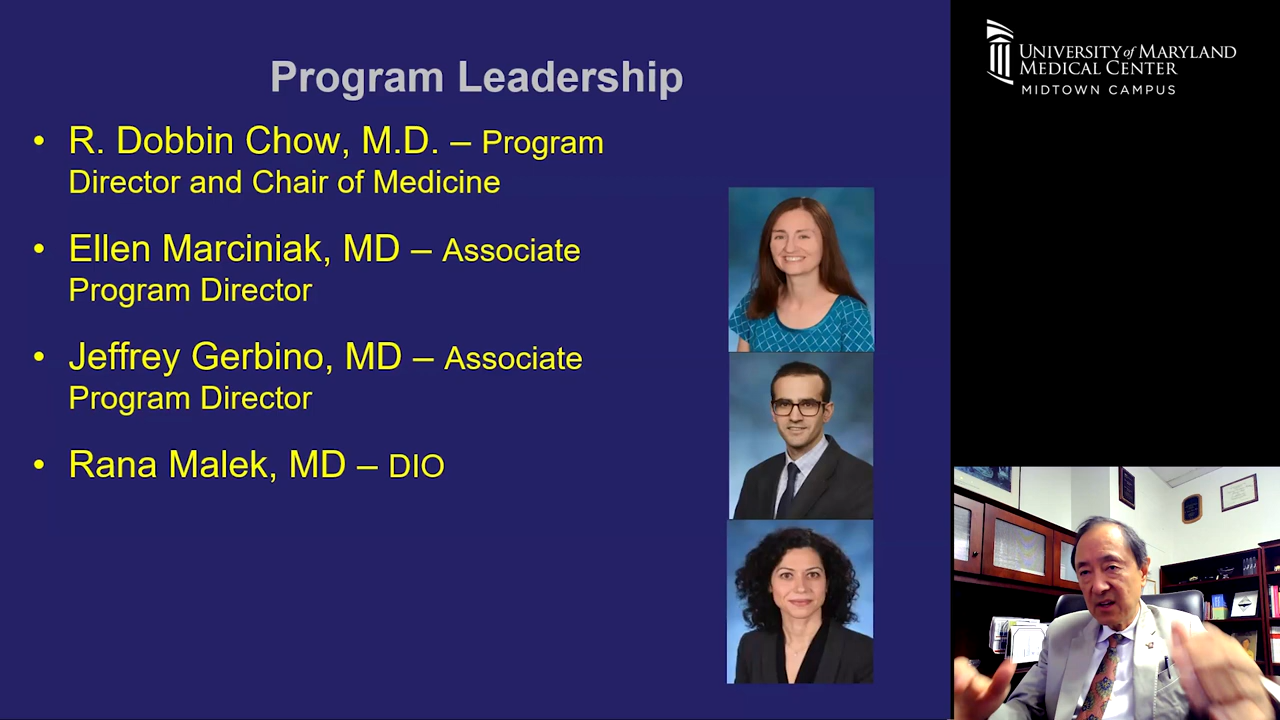 Program Leadership
• R. Dobbin Chow, M.D. – Program
Director and Chair of Medicine
• Ellen Marciniak, MD – Associate
Program Director
• Jeffrey Gerbino, MD – Associate
Program Director
• Rana Malek, MD – DIO
UNIVERSITY of MARYLAND
MEDICAL CENTER
MIDTOWN CAMPUS